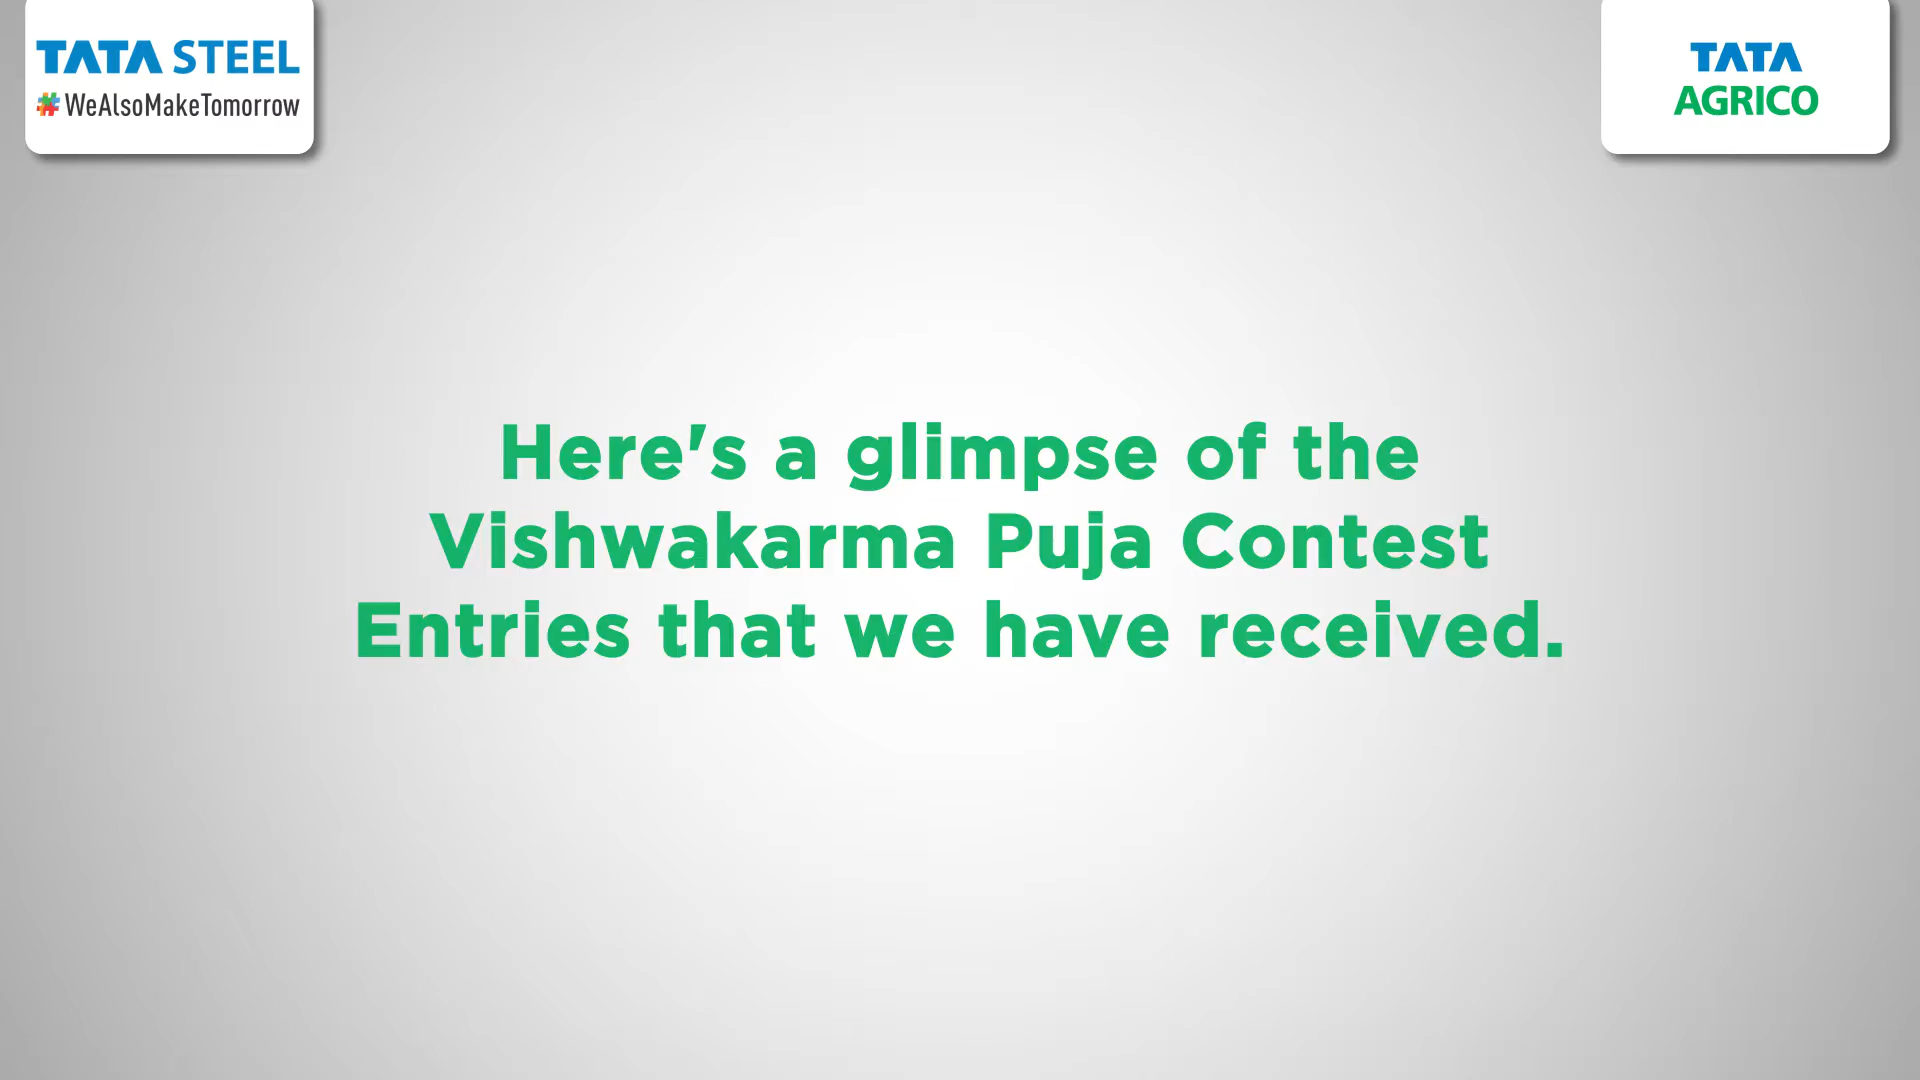 TATA STEEL
#WeAlsoMakeTomorrow
TATA
AGRICO
Here's a glimpse of the
Vishwakarma Puja Contest
Entries that we have received.